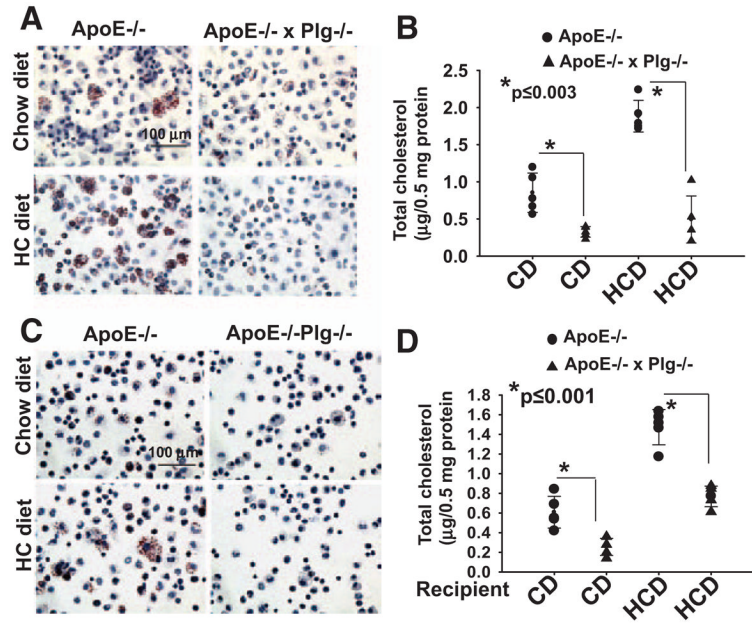 A
ApoE-/-
ApoE-/- x Plg-/-
Chow diet
HC diet
100 µm
B
ApoE-/-
ApoE-/- x Plg-/-
*p≤0.003
*
*
Total cholesterol
(µg/0.5 mg protein
2.5
2.0
1.5
1.0
0.5
0.0
CD
CD
HCD
HCD
C
ApoE-/-
ApoE-/-Plg-/-
Chow diet
HC diet
100 µm
D
ApoE-/-
ApoE-/- x Plg-/-
*p≤0.001
*
*
Total cholesterol
(µg/0.5 mg protein
1.8
1.6
1.4
1.2
1.0
0.8
0.6
0.4
0.2
0.0
Recipient
CD
CD
HCD
HCD